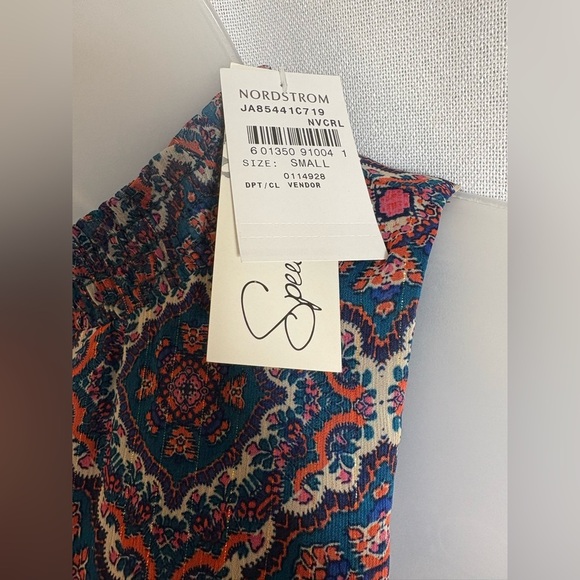 NORDSTROM
JA85441C719
NVCRL
6 01350 91004 1
SIZE: SMALL
0114928
DPT/CL VENDOR